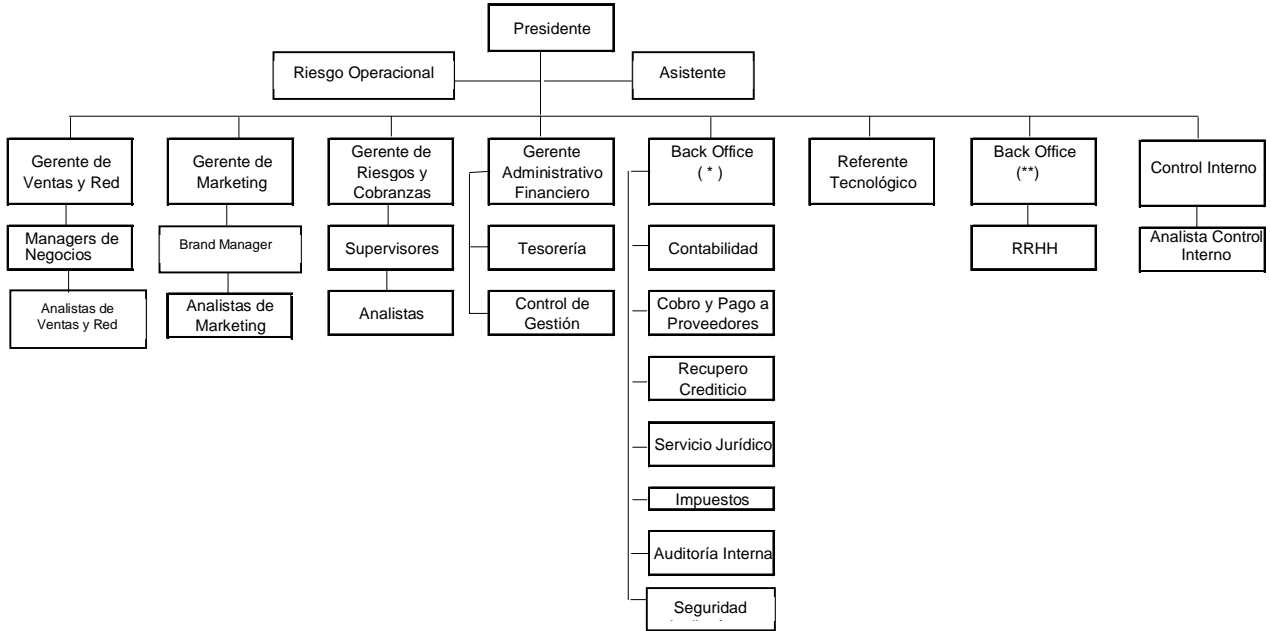 Presidente
Riesgo Operacional
Asistente
Gerente de
Ventas y Red
Gerente de
Marketing
Gerente de
Riesgos y
Cobranzas
Gerente
Administrativo
Financiero
Back Office
( * )
Referente
Tecnológico
Back Office
(**)
Control Interno
Managers de
Negocios
Brand Manager
Supervisores
Tesorería
Contabilidad
RRHH
Analista Control
Interno
Analistas de
Ventas y Red
Analistas de
Marketing
Analistas
Control de
Gestión
Cobro y Pago a
Proveedores
Recupero
Crediticio
Servicio Jurídico
Impuestos
Auditoría Interna
Seguridad